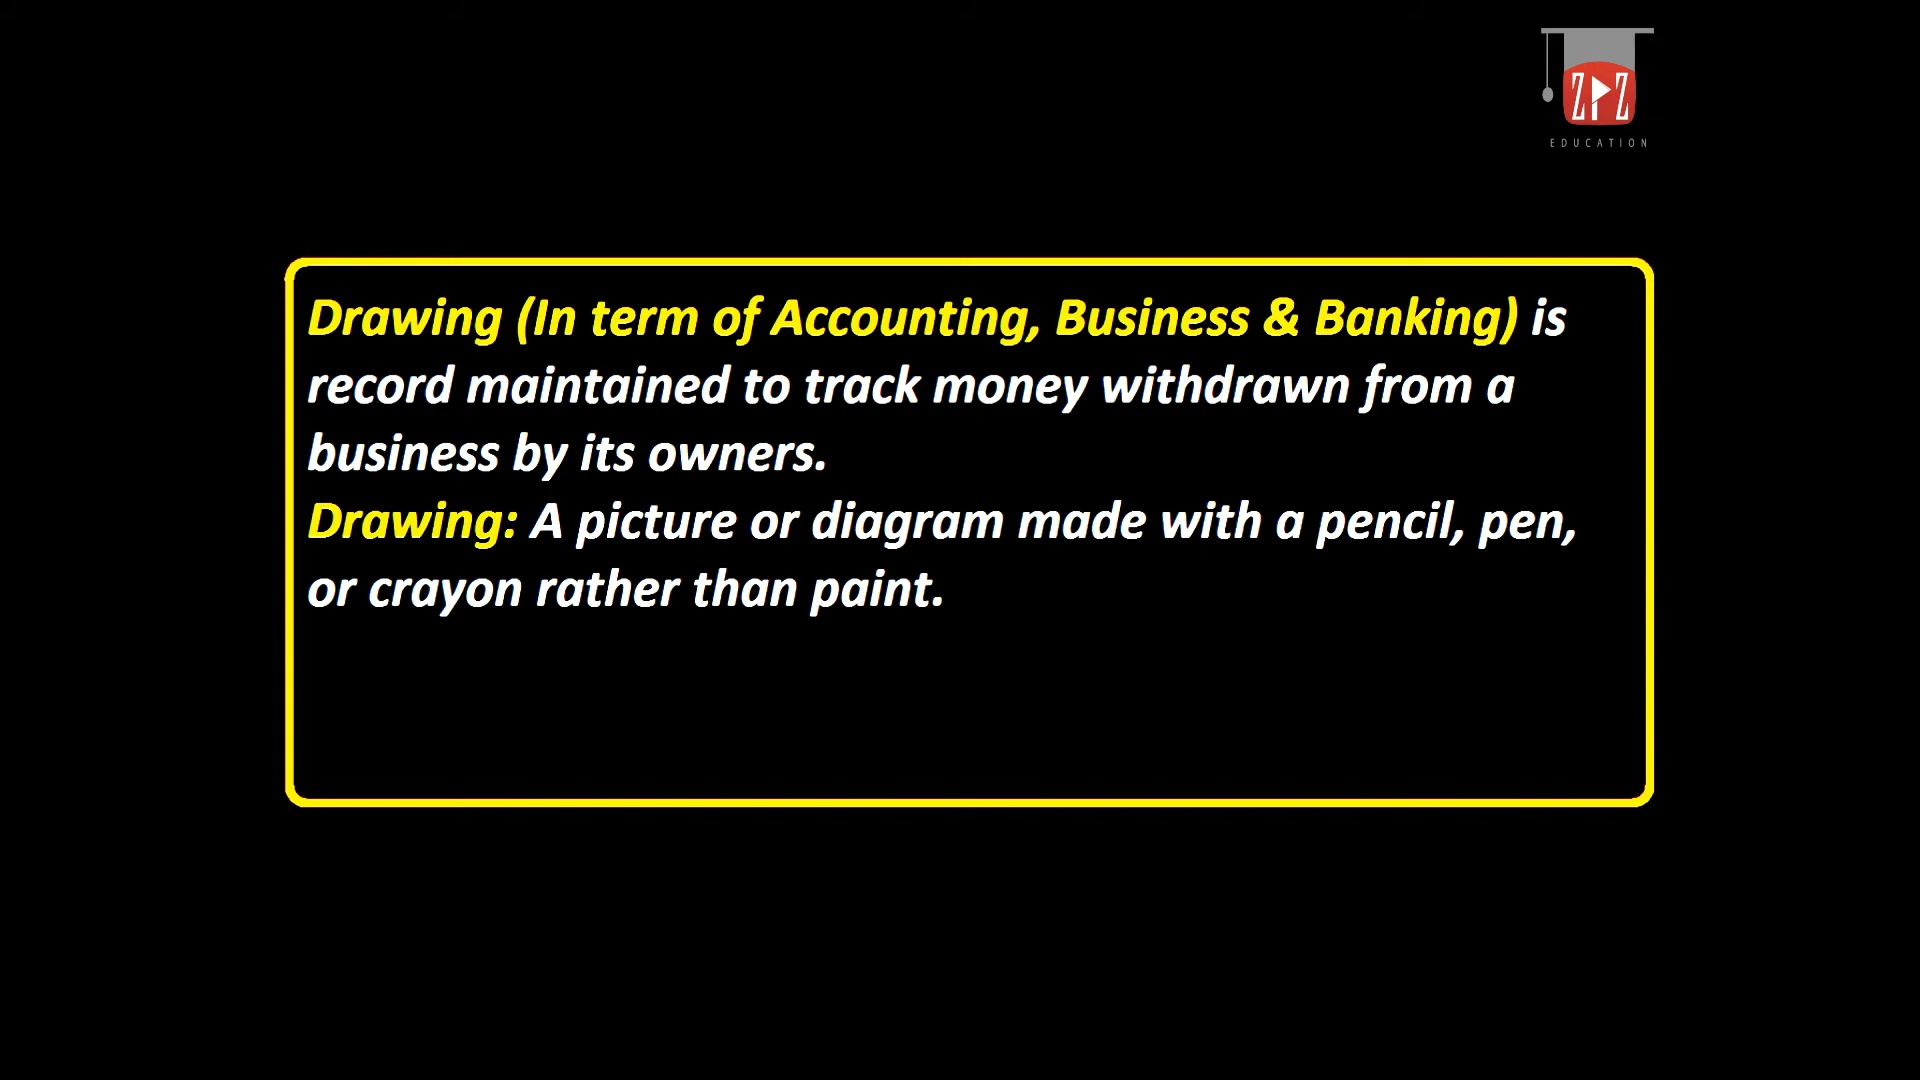 ZPZ
EDUCATION
Drawing (In term of Accounting, Business & Banking) is
record maintained to track money withdrawn from a
business by its owners.
Drawing: A picture or diagram made with a pencil, pen,
or crayon rather than paint.